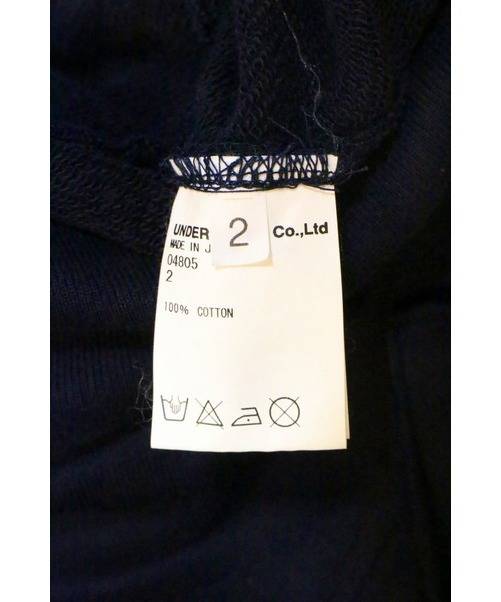 UNDER 2 Co.,Ltd
MADE IN J
04805
2
100% COTTON